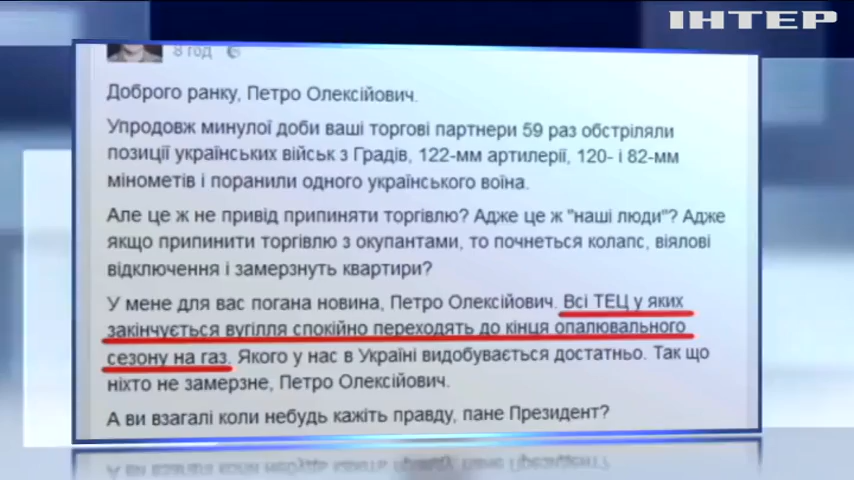 ІНТЕР
8 год
Доброго ранку, Петро Олексійович.
Упродовж минулої доби ваші торгові партнери 59 раз обстріляли
позиції українських військ з Градів, 122-мм артилерії, 120- і 82-мм
мінометів і поранили одного українського воїна.
Але це ж не привід припиняти торгівлю? Адже це ж "наші люди"? Адже
якщо припинити торгівлю з окупантами, то почнеться колапс, віялові
відключення і замерзнуть квартири?
У мене для вас погана новина, Петро Олексійович. Всі ТЕЦ у яких
закінчується вугілля спокійно переходять до кінця опалювального
сезону на газ. Якого у нас в Україні видобувається достатньо. Так що
ніхто не замерзне, Петро Олексійович.
А ви взагалі коли небудь кажіть правду, пане Президент?